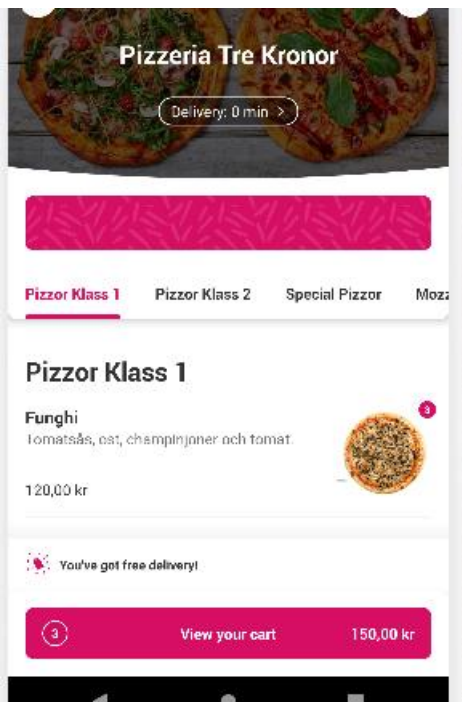 Pizzeria Tre Kronor
Delivery: 0 min >
Pizzor Klass 1 Pizzor Klass 2 Special Pizzor Mozz
Pizzor Klass 1
Funghi
3
Tomatsås, ost, champinjoner och tomat.
120,00 kr
You've got free delivery!
3 View your cart 150,00 kr